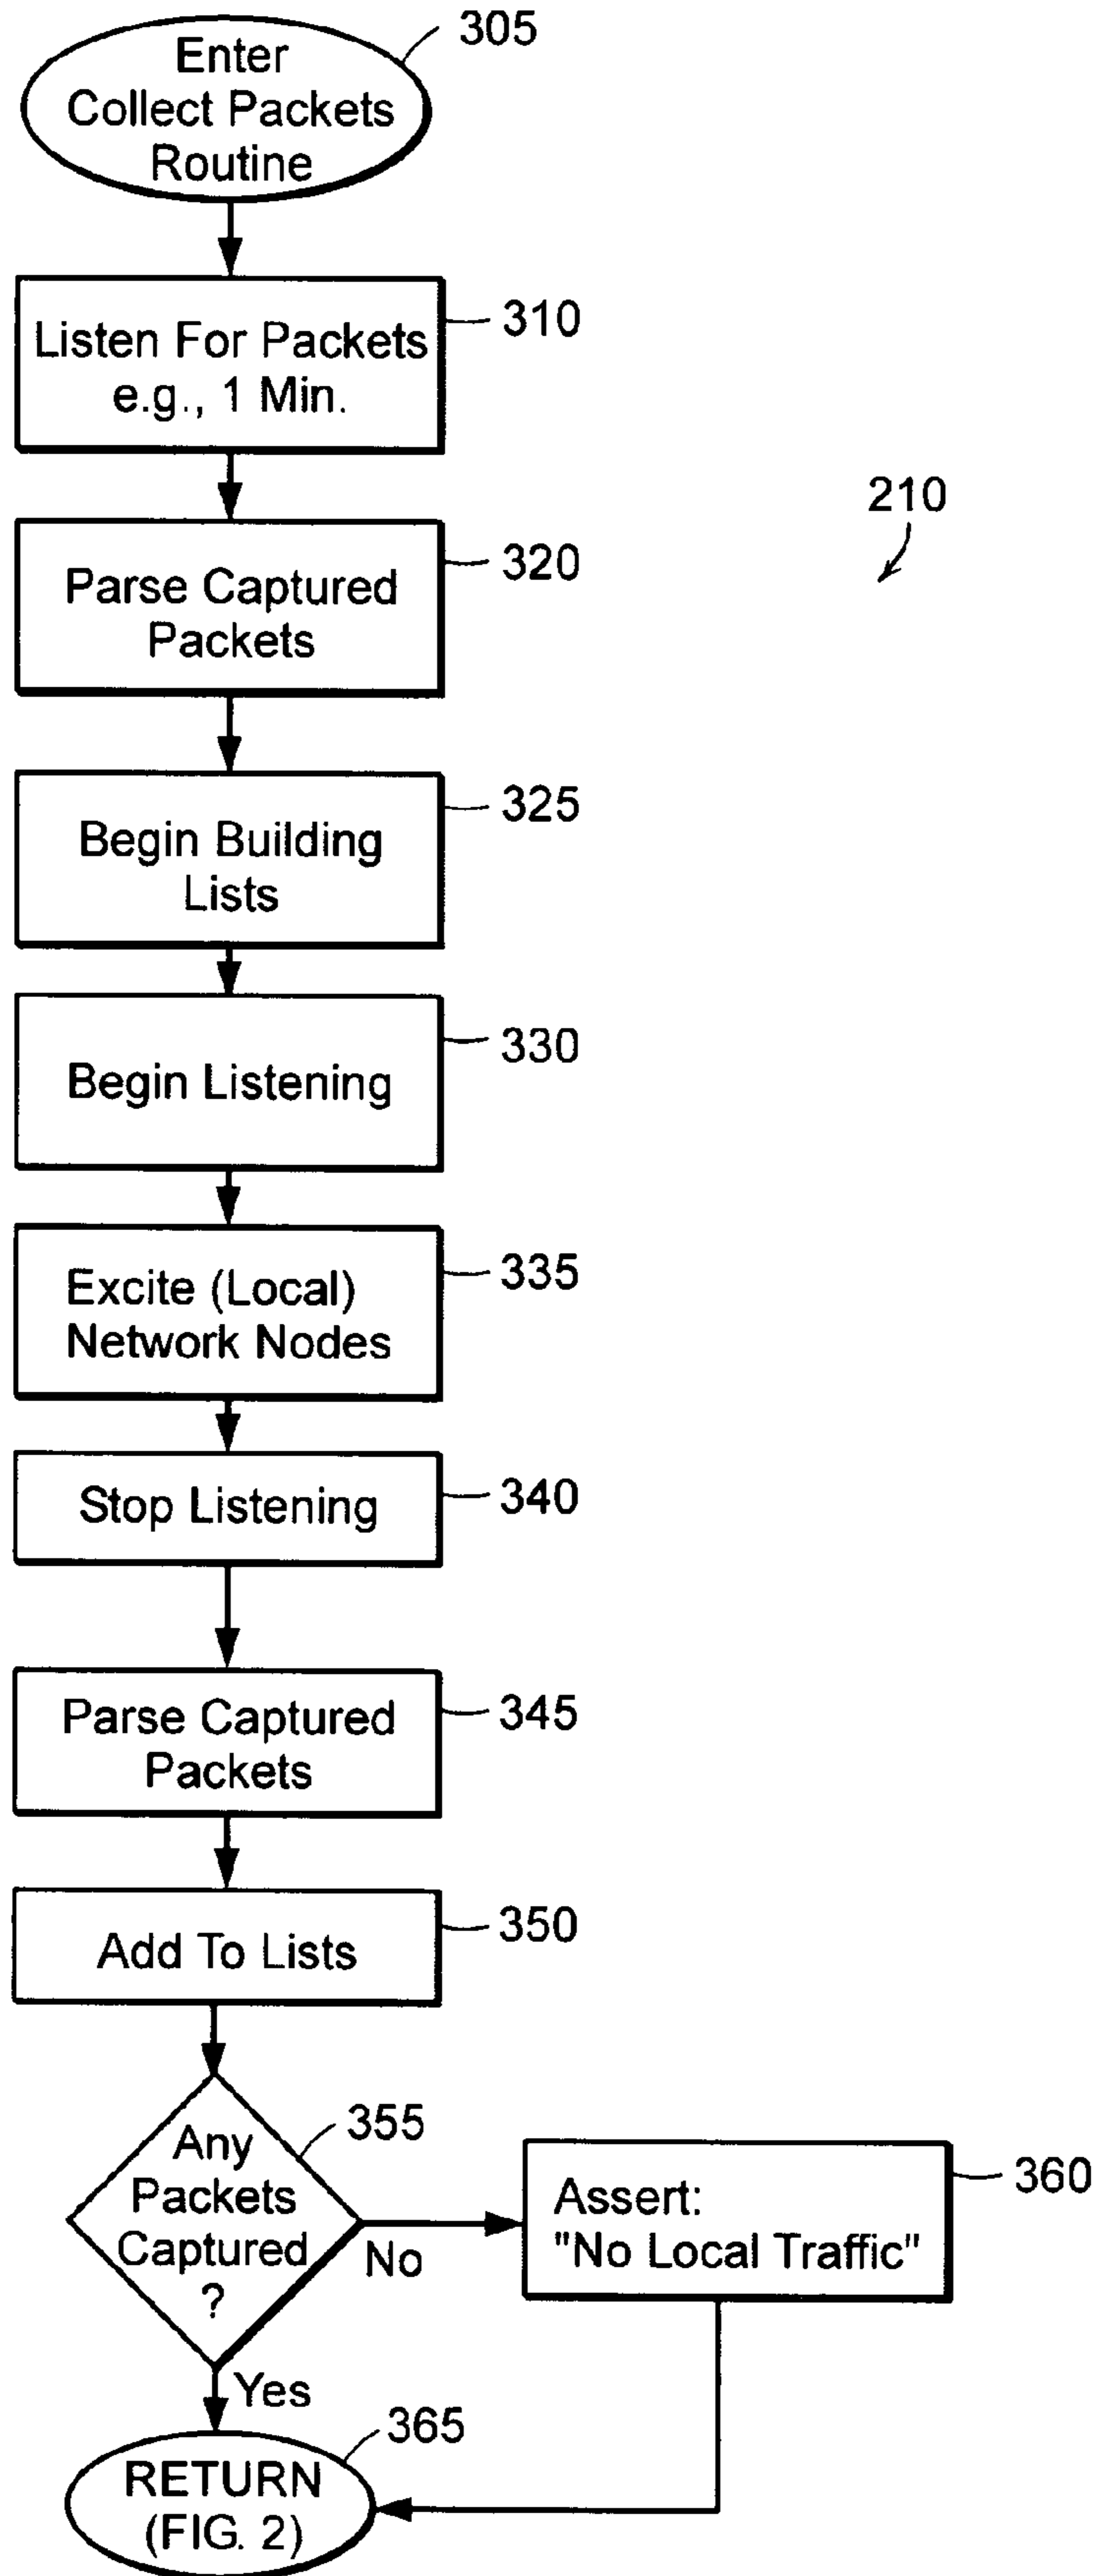 305
Enter
Collect Packets
Routine
310
Listen For Packets
e.g., 1 Min.
210
320
Parse Captured
Packets
325
Begin Building
Lists
330
Begin Listening
335
Excite (Local)
Network Nodes
340
Stop Listening
345
Parse Captured
Packets
350
Add To Lists
355
Any
Packets
Captured
?
No
360
Assert:
"No Local Traffic"
Yes
365
RETURN
(FIG. 2)